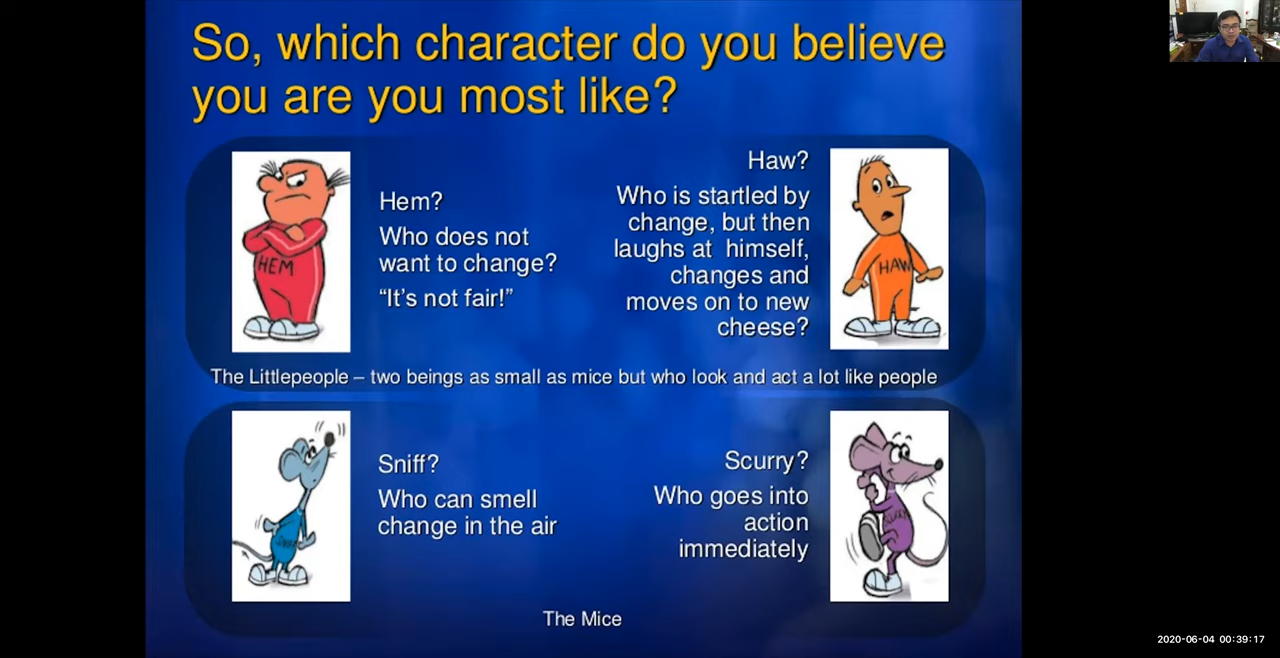 So, which character do you believe
you are you most like?
HEM
Hem?
Who does not
want to change?
“It’s not fair!”
Haw?
Who is startled by
change, but then
laughs at himself,
changes and
moves on to new
cheese?
HAW
The Littlepeople – two beings as small as mice but who look and act a lot like people
Sniff?
Who can smell
change in the air
Scurry?
Who goes into
action
immediately
The Mice
2020-06-04 00:39:17